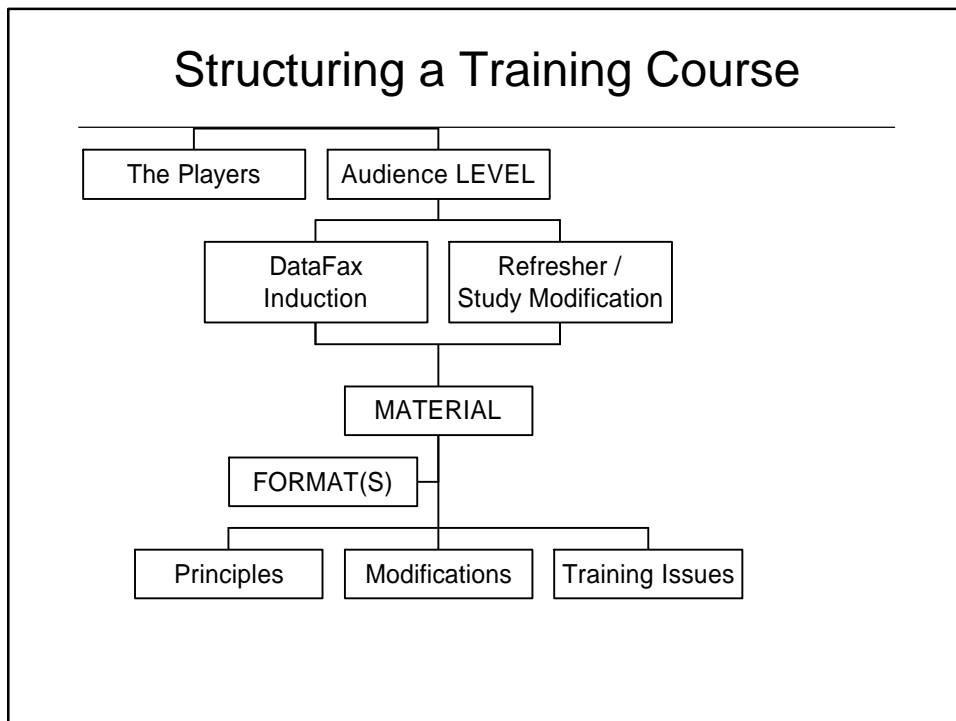 Structuring a Training Course
The Players
Audience LEVEL
DataFax
Induction
Refresher /
Study Modification
MATERIAL
FORMAT(S)
Principles
Modifications
Training Issues